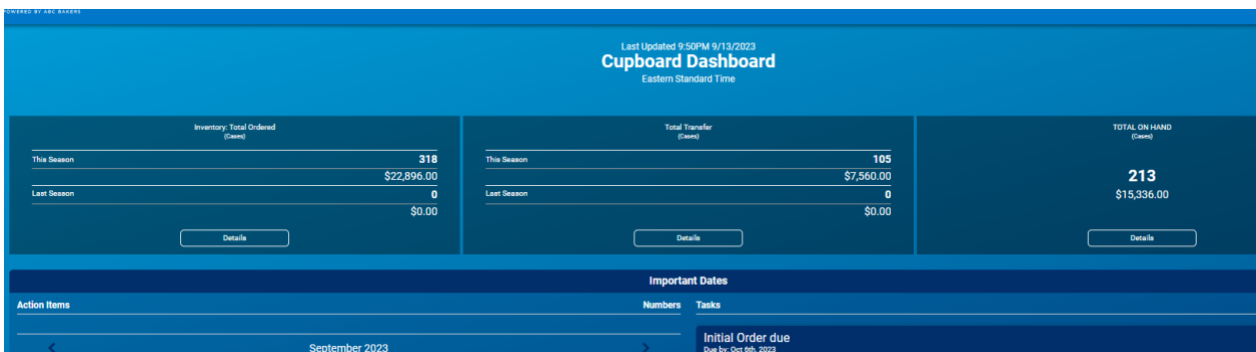 POWERED BY ABC BAKERS
Last Updated 9:50PM 9/13/2023
Cupboard Dashboard
Eastern Standard Time
Inventory: Total Ordered
(Cases)
This Season 318
$22,896.00
Last Season 0
$0.00
Details
Total Transfer
(Cases)
This Season 105
$7,560.00
Last Season 0
$0.00
Details
TOTAL ON HAND
(Cases)
213
$15,336.00
Details
Important Dates
Action Items Numbers Tasks
September 2023
Initial Order due
Due by: Oct 6th, 2023